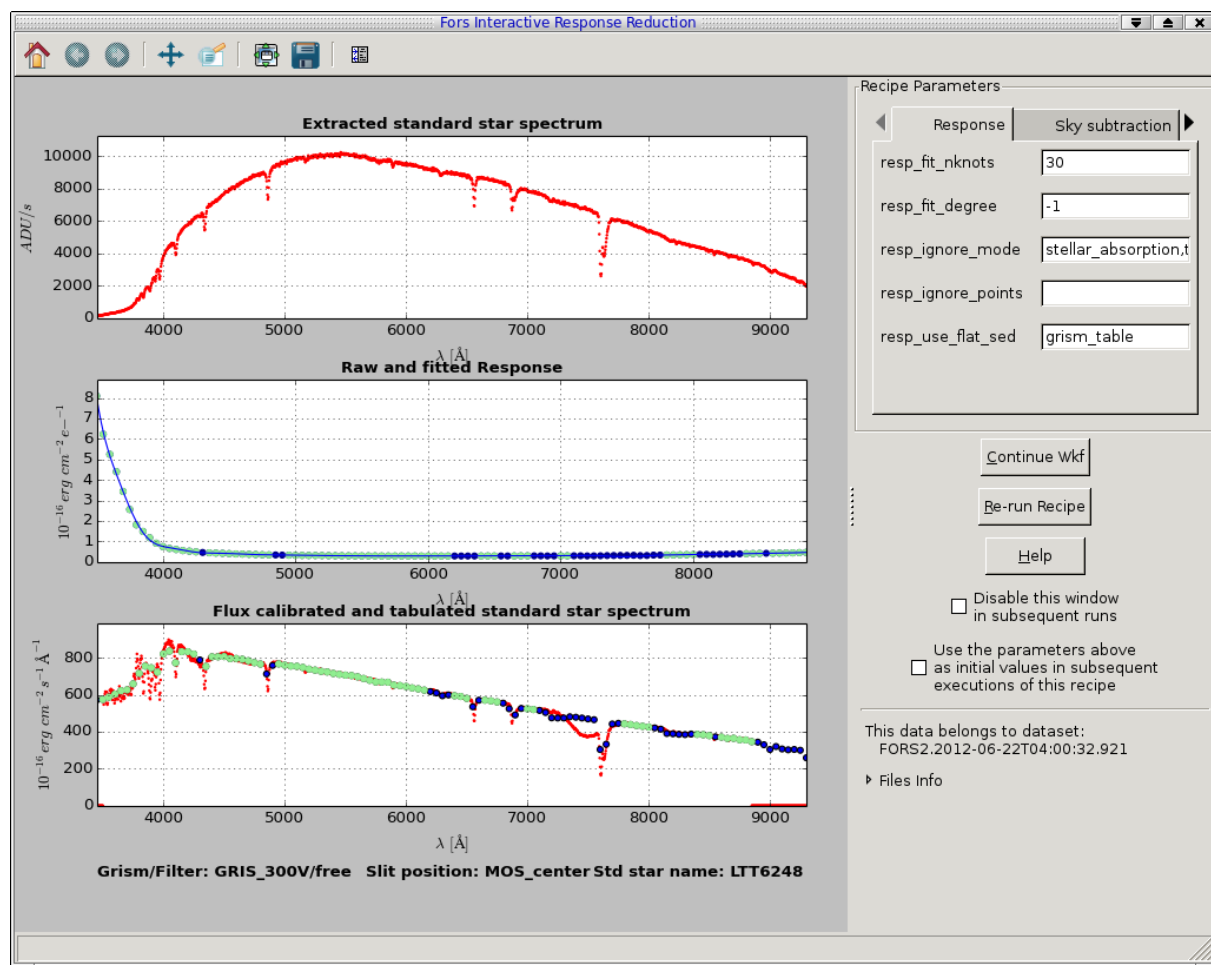 Fors Interactive Response Reduction
Extracted standard star spectrum
10000
8000
6000
4000
2000
0
ADU/s
4000 5000 6000 7000 8000 9000
λ [Å]
Raw and fitted Response
8
7
6
5
4
3
2
1
0
10⁻¹⁶ erg cm⁻² e−⁻¹
4000 5000 6000 7000 8000
λ [Å]
Flux calibrated and tabulated standard star spectrum
800
600
400
200
0
10⁻¹⁶ erg cm⁻² s⁻¹ Å⁻¹
4000 5000 6000 7000 8000 9000
λ [Å]
Grism/Filter: GRIS_300V/free Slit position: MOS_center Std star name: LTT6248
Recipe Parameters
Response Sky subtraction
resp_fit_nknots 30
resp_fit_degree -1
resp_ignore_mode stellar_absorption,t
resp_ignore_points
resp_use_flat_sed grism_table
Continue Wkf
Re-run Recipe
Help
Disable this window
in subsequent runs
Use the parameters above
as initial values in subsequent
executions of this recipe
This data belongs to dataset:
FORS2.2012-06-22T04:00:32.921
Files Info